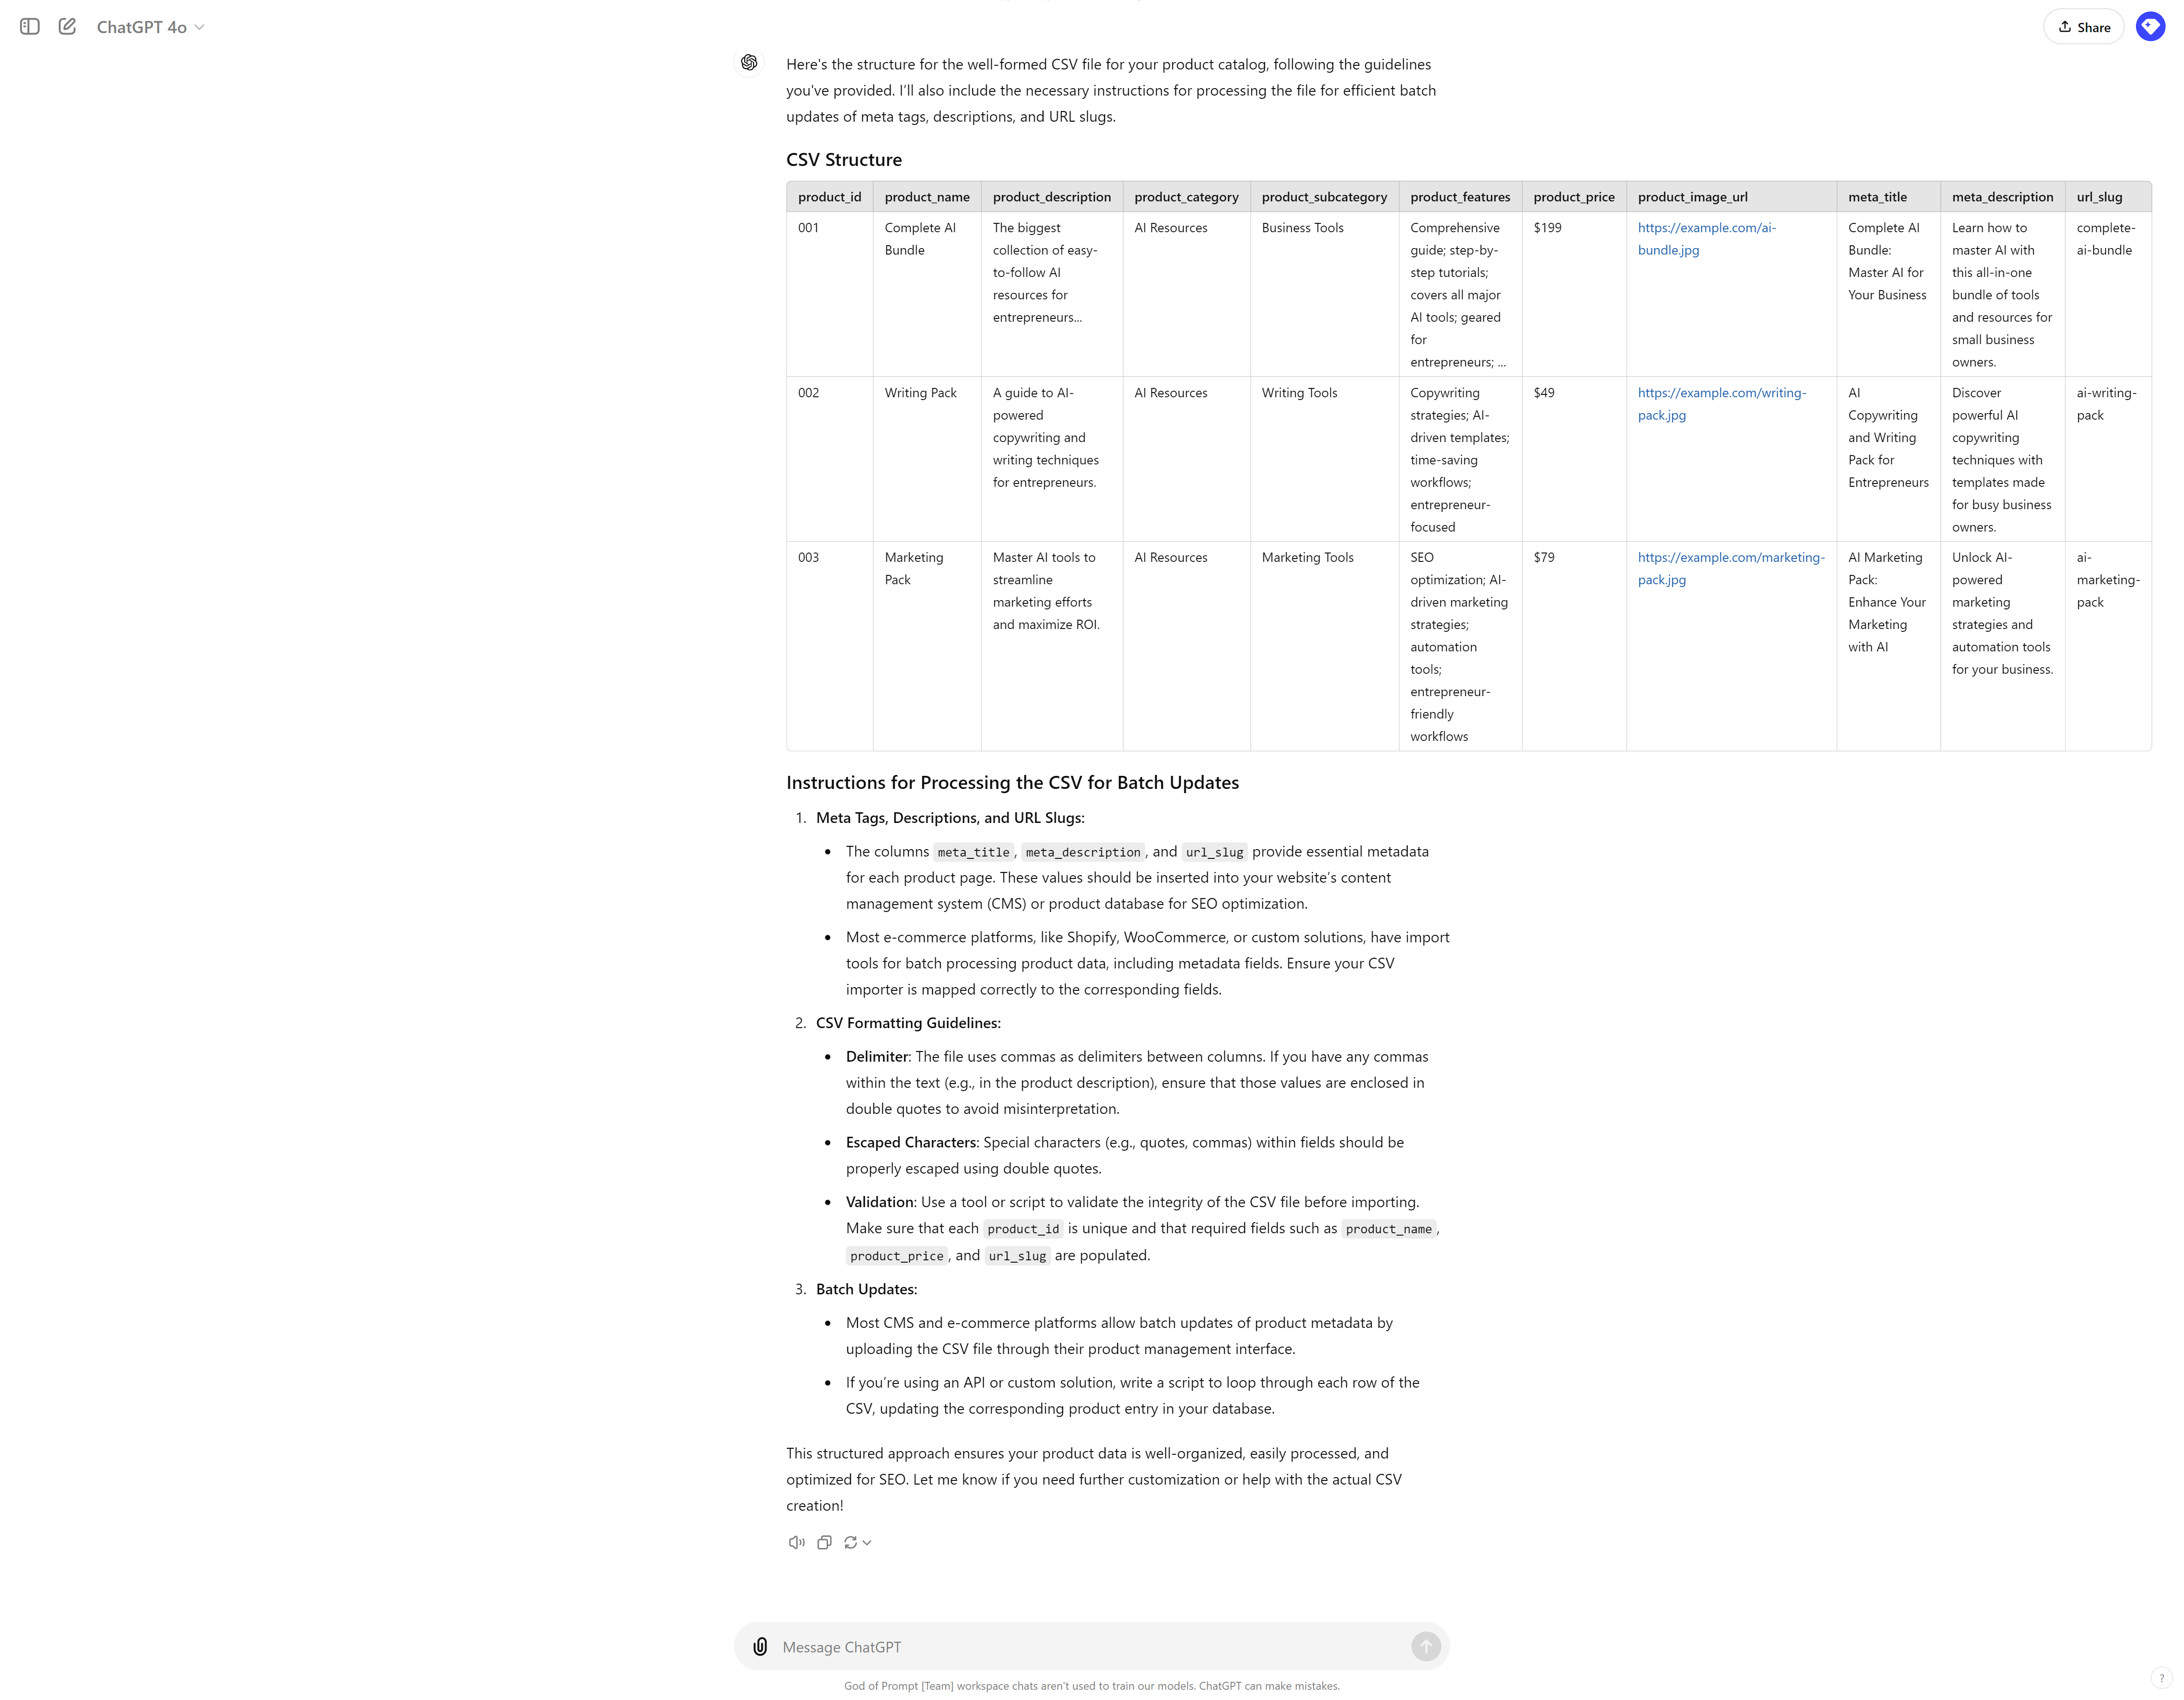 ChatGPT 4o
Share
Here's the structure for the well-formed CSV file for your product catalog, following the guidelines
you've provided. I'll also include the necessary instructions for processing the file for efficient batch
updates of meta tags, descriptions, and URL slugs.
CSV Structure
product_id product_name product_description product_category product_subcategory product_features product_price product_image_url meta_title meta_description url_slug
001 Complete AI The biggest AI Resources Business Tools Comprehensive $199 https://example.com/ai- Complete AI Learn how to complete-
Bundle collection of easy- guide; step-by- bundle.jpg Bundle: master AI with ai-bundle
to-follow AI step tutorials; Master AI for this all-in-one
resources for covers all major Your Business bundle of tools
entrepreneurs... AI tools; geared and resources for
for small business
entrepreneurs; ... owners.
002 Writing Pack A guide to AI- AI Resources Writing Tools Copywriting $49 https://example.com/writing- AI Discover ai-writing-
powered strategies; AI- pack.jpg Copywriting powerful AI pack
copywriting and driven templates; and Writing copywriting
writing techniques time-saving Pack for techniques with
for entrepreneurs. workflows; Entrepreneurs templates made
entrepreneur- for busy business
focused owners.
003 Marketing Master AI tools to AI Resources Marketing Tools SEO $79 https://example.com/marketing- AI Marketing Unlock AI- ai-
Pack streamline optimization; AI- pack.jpg Pack: powered marketing-
marketing efforts driven marketing Enhance Your marketing pack
and maximize ROI. strategies; Marketing strategies and
automation with AI automation tools
tools; for your business.
entrepreneur-
friendly
workflows
Instructions for Processing the CSV for Batch Updates
1. Meta Tags, Descriptions, and URL Slugs:
• The columns meta_title, meta_description, and url_slug provide essential metadata
for each product page. These values should be inserted into your website's content
management system (CMS) or product database for SEO optimization.
• Most e-commerce platforms, like Shopify, WooCommerce, or custom solutions, have import
tools for batch processing product data, including metadata fields. Ensure your CSV
importer is mapped correctly to the corresponding fields.
2. CSV Formatting Guidelines:
• Delimiter: The file uses commas as delimiters between columns. If you have any commas
within the text (e.g., in the product description), ensure that those values are enclosed in
double quotes to avoid misinterpretation.
• Escaped Characters: Special characters (e.g., quotes, commas) within fields should be
properly escaped using double quotes.
• Validation: Use a tool or script to validate the integrity of the CSV file before importing.
Make sure that each product_id is unique and that required fields such as product_name,
product_price, and url_slug are populated.
3. Batch Updates:
• Most CMS and e-commerce platforms allow batch updates of product metadata by
uploading the CSV file through their product management interface.
• If you're using an API or custom solution, write a script to loop through each row of the
CSV, updating the corresponding product entry in your database.
This structured approach ensures your product data is well-organized, easily processed, and
optimized for SEO. Let me know if you need further customization or help with the actual CSV
creation!
Message ChatGPT
God of Prompt [Team] workspace chats aren't used to train our models. ChatGPT can make mistakes.
?